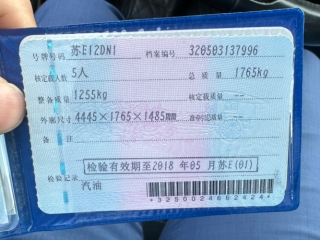 号牌号码 苏E12DN1 档案编号 320503137996
核定载人数 5人 总质量 1765kg
整备质量 1255kg 核定载质量 --
外廓尺寸 4445×1765×1485mm 准牵引总质量 --
备注
检验有效期至2018年05月苏E(01)
检验记录
汽油
*3250024662424*